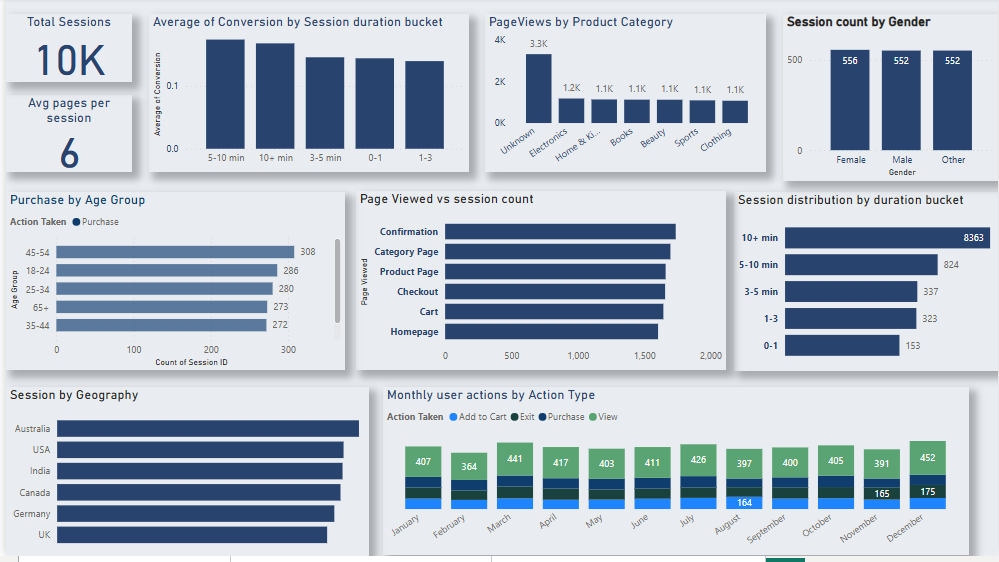 Total Sessions
10K
Avg pages per
session
6
Average of Conversion by Session duration bucket
Average of Conversion
0.1
0.0
5-10 min
10+ min
3-5 min
0-1
1-3
PageViews by Product Category
4K
2K
0K
3.3K
1.2K
1.1K
1.1K
1.1K
1.1K
1.1K
Unknown
Electronics
Home & Ki...
Books
Beauty
Sports
Clothing
Session count by Gender
500
0
556
552
552
Female
Male
Other
Gender
Purchase by Age Group
Action Taken Purchase
Age Group
45-54 308
18-24 286
25-34 280
65+ 273
35-44 272
0 100 200 300
Count of Session ID
Page Viewed vs session count
Page Viewed
Confirmation
Category Page
Product Page
Checkout
Cart
Homepage
0 500 1,000 1,500 2,000
Session distribution by duration bucket
10+ min 8363
5-10 min 824
3-5 min 337
1-3 323
0-1 153
Session by Geography
Australia
USA
India
Canada
Germany
UK
Monthly user actions by Action Type
Action Taken Add to Cart Exit Purchase View
407
364
441
417
403
411
426
397
400
405
391
452
164
165
175
January
February
March
April
May
June
July
August
September
October
November
December